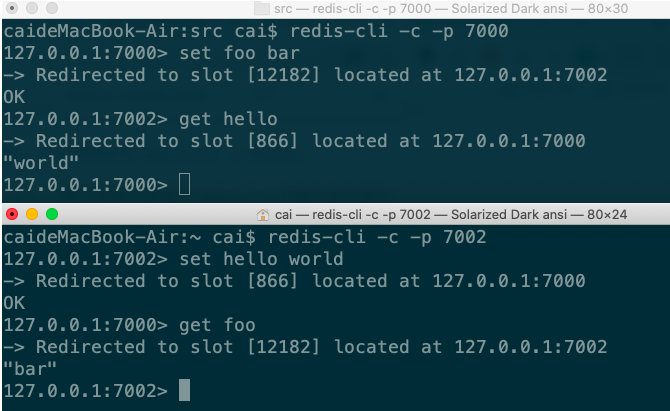 src — redis-cli -c -p 7000 — Solarized Dark ansi — 80×30
caideMacBook-Air:src cai$ redis-cli -c -p 7000
127.0.0.1:7000> set foo bar
-> Redirected to slot [12182] located at 127.0.0.1:7002
OK
127.0.0.1:7002> get hello
-> Redirected to slot [866] located at 127.0.0.1:7000
"world"
127.0.0.1:7000>
cai — redis-cli -c -p 7002 — Solarized Dark ansi — 80×24
caideMacBook-Air:~ cai$ redis-cli -c -p 7002
127.0.0.1:7002> set hello world
-> Redirected to slot [866] located at 127.0.0.1:7000
OK
127.0.0.1:7000> get foo
-> Redirected to slot [12182] located at 127.0.0.1:7002
"bar"
127.0.0.1:7002>